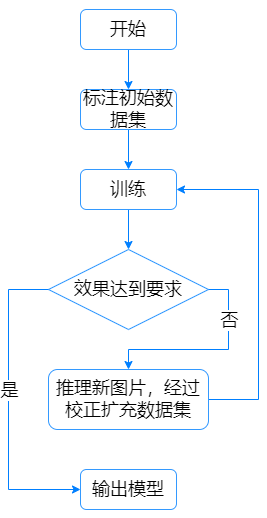 开始
标注初始数
据集
训练
效果达到要求
否
推理新图片，经过
校正扩充数据集
是
输出模型